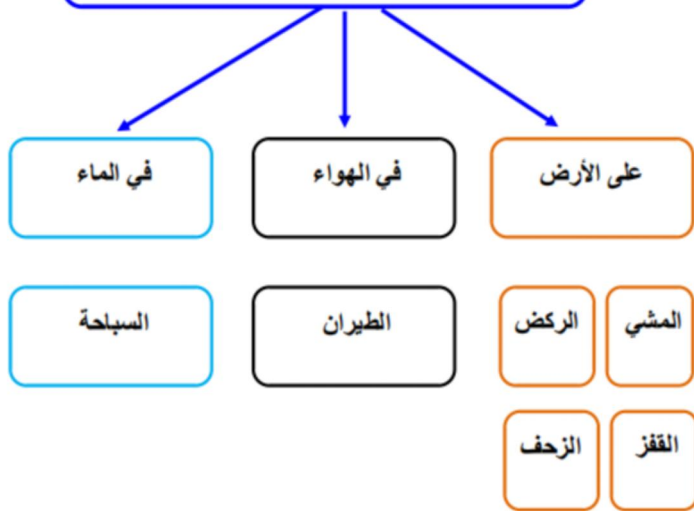 على الأرض
في الهواء
في الماء
المشي
الركض
الطيران
السباحة
القفز
الزحف